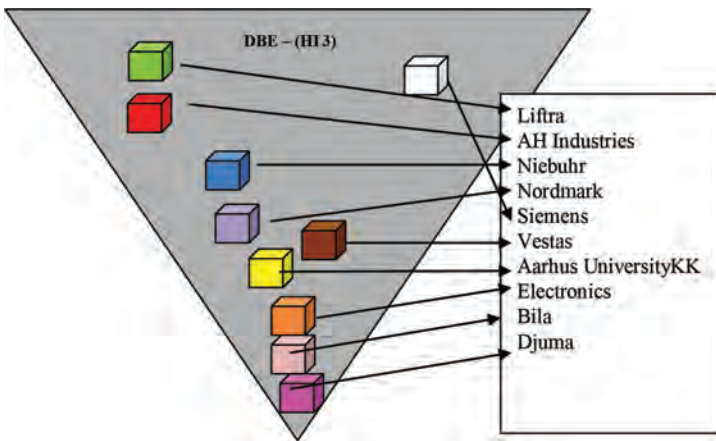 DBE – (HI 3)
Liftra
AH Industries
Niebuhr
Nordmark
Siemens
Vestas
Aarhus UniversityKK
Electronics
Bila
Djuma